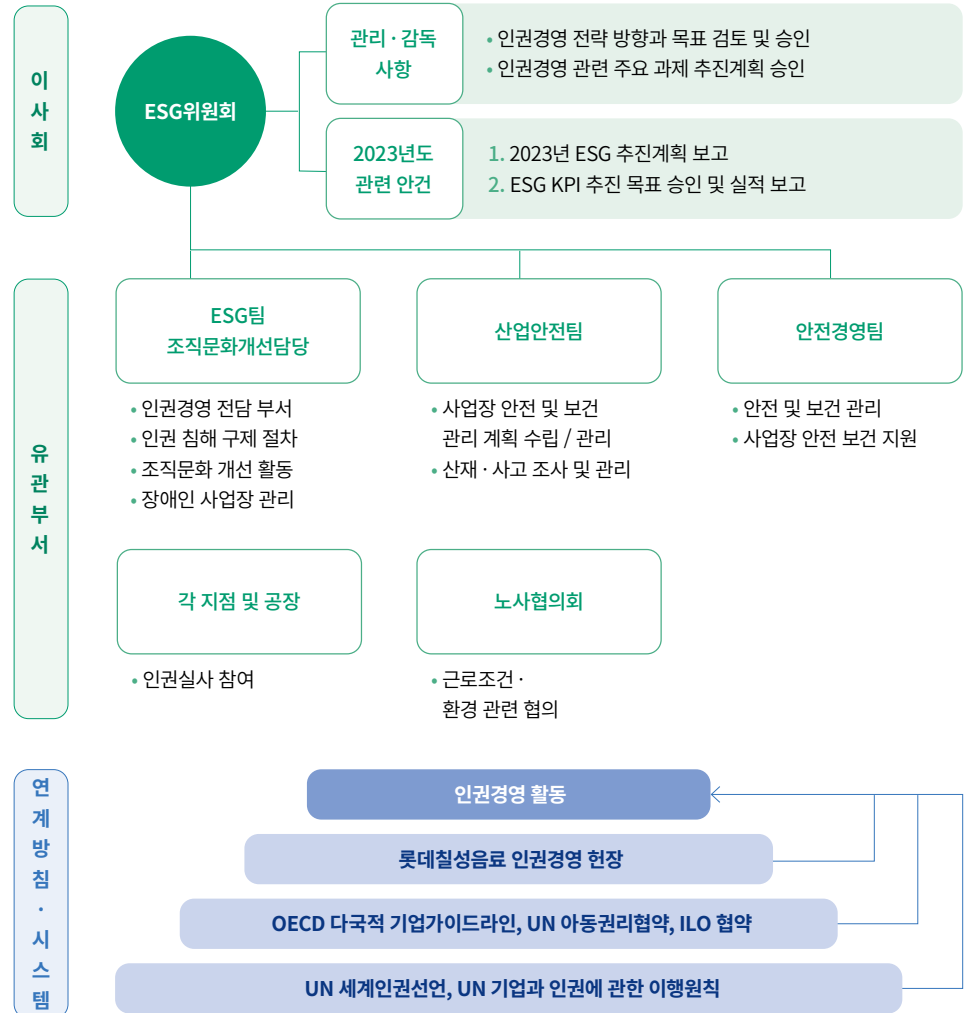 이사회
ESG위원회
관리 · 감독
사항
• 인권경영 전략 방향과 목표 검토 및 승인
• 인권경영 관련 주요 과제 추진계획 승인
2023년도
관련 안건
1. 2023년 ESG 추진계획 보고
2. ESG KPI 추진 목표 승인 및 실적 보고
유관부서
ESG팀
조직문화개선담당
• 인권경영 전담 부서
• 인권 침해 구제 절차
• 조직문화 개선 활동
• 장애인 사업장 관리
산업안전팀
• 사업장 안전 및 보건
관리 계획 수립 / 관리
• 산재 · 사고 조사 및 관리
안전경영팀
• 안전 및 보건 관리
• 사업장 안전 보건 지원
각 지점 및 공장
• 인권실사 참여
노사협의회
• 근로조건 ·
환경 관련 협의
연계방침 · 시스템
인권경영 활동
롯데칠성음료 인권경영 헌장
OECD 다국적 기업가이드라인, UN 아동권리협약, ILO 협약
UN 세계인권선언, UN 기업과 인권에 관한 이행원칙